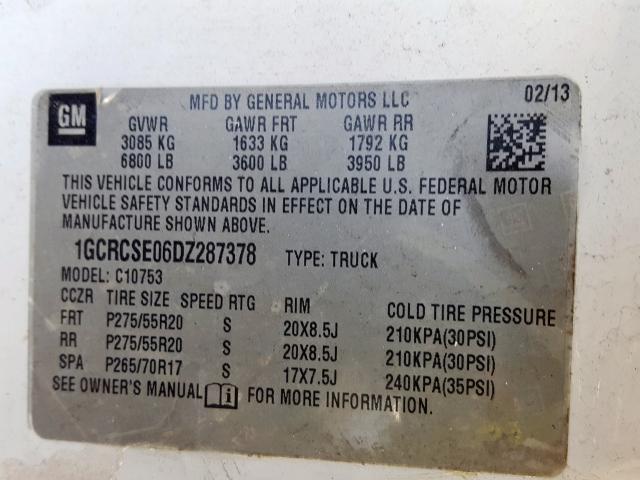 GM
MFD BY GENERAL MOTORS LLC 02/13
GVWR GAWR FRT GAWR RR
3085 KG 1633 KG 1792 KG
6800 LB 3600 LB 3950 LB
THIS VEHICLE CONFORMS TO ALL APPLICABLE U.S. FEDERAL MOTOR
VEHICLE SAFETY STANDARDS IN EFFECT ON THE DATE OF
MANUFACTURE SHOWN ABOVE.
1GCRCSE06DZ287378 TYPE: TRUCK
MODEL: C10753
CCZR TIRE SIZE SPEED RTG RIM COLD TIRE PRESSURE
FRT P275/55R20 S 20X8.5J 210KPA(30PSI)
RR P275/55R20 S 20X8.5J 210KPA(30PSI)
SPA P265/70R17 S 17X7.5J 240KPA(35PSI)
SEE OWNER'S MANUAL FOR MORE INFORMATION.